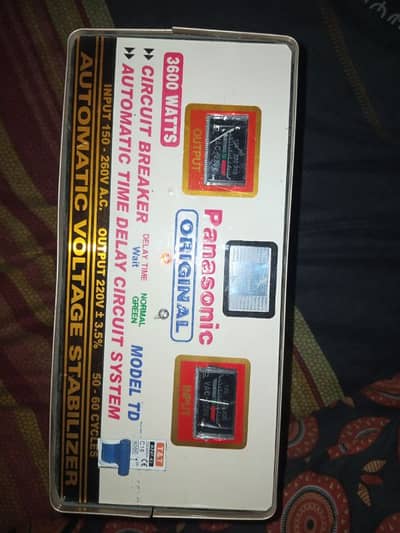 3600 WATTS
▸▸ CIRCUIT BREAKER
▸▸ AUTOMATIC TIME DELAY CIRCUIT SYSTEM
OUTPUT
Panasonic
ORIGINAL
DELAY TIME
Wait
NORMAL
GREEN
MODEL TD
INPUT
INPUT 150 - 260V A.C. OUTPUT 220V ± 3.5% 50 - 60 CYCLES
AUTOMATIC VOLTAGE STABILIZER